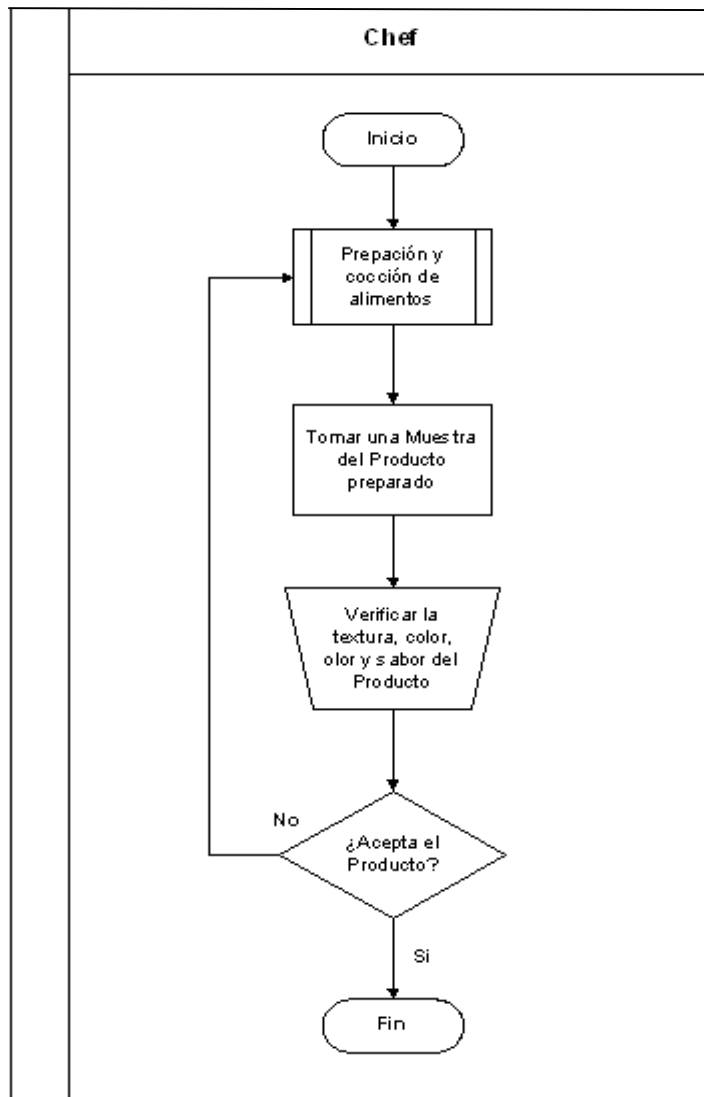 Chef
Inicio
Prepación y
cocción de
alimentos
Tomar una Muestra
del Producto
preparado
Verificar la
textura, color,
olor y sabor del
Producto
No
¿Acepta el
Producto?
Si
Fin